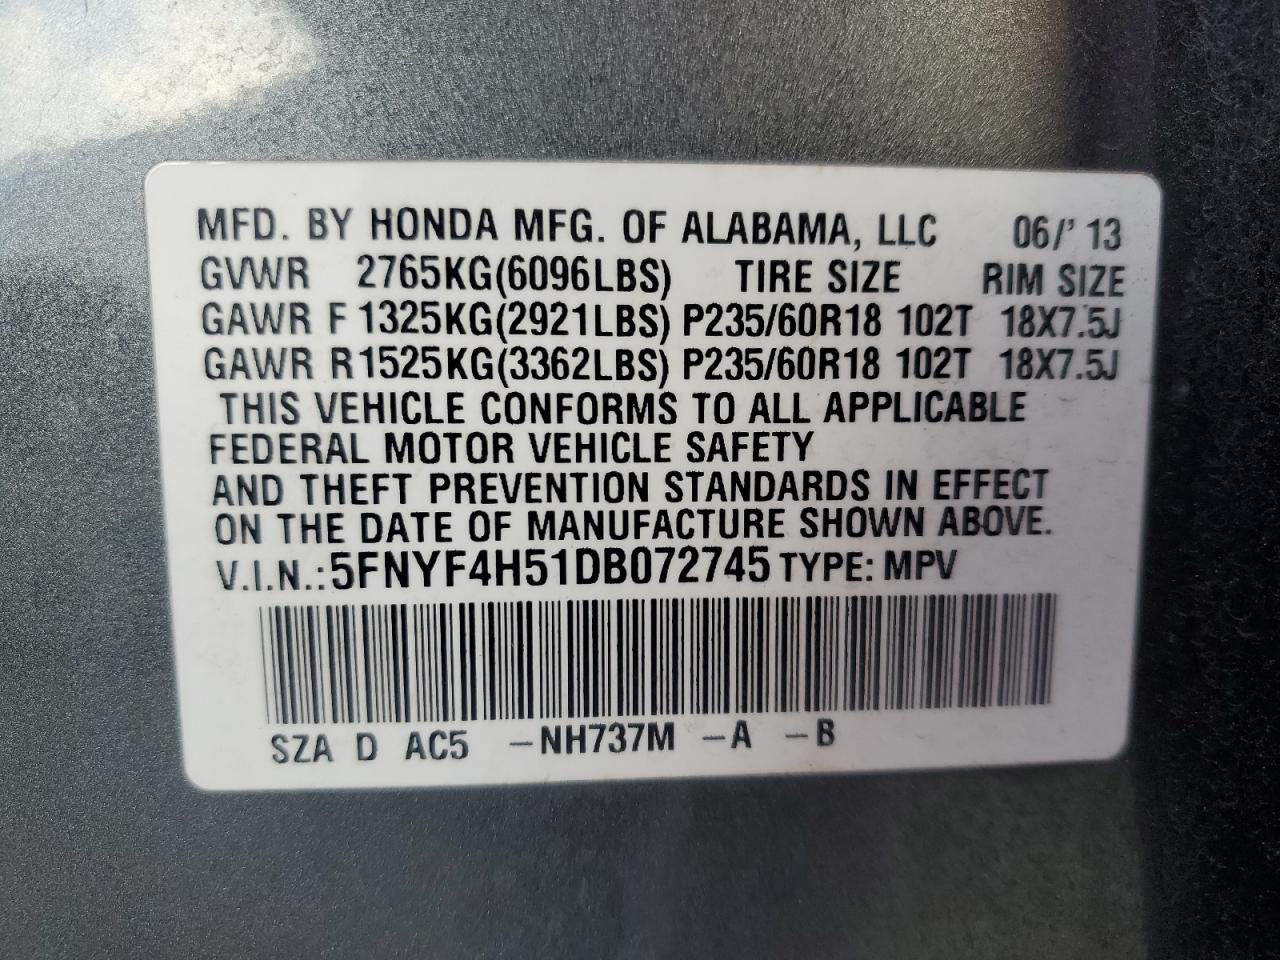 MFD. BY HONDA MFG. OF ALABAMA, LLC 06/' 13
GVWR 2765KG(6096LBS) TIRE SIZE RIM SIZE
GAWR F 1325KG(2921LBS) P235/60R18 102T 18X7.5J
GAWR R 1525KG(3362LBS) P235/60R18 102T 18X7.5J
THIS VEHICLE CONFORMS TO ALL APPLICABLE
FEDERAL MOTOR VEHICLE SAFETY
AND THEFT PREVENTION STANDARDS IN EFFECT
ON THE DATE OF MANUFACTURE SHOWN ABOVE.
V.I.N.: 5FNYF4H51DB072745 TYPE: MPV
SZA D AC5 -NH737M -A -B